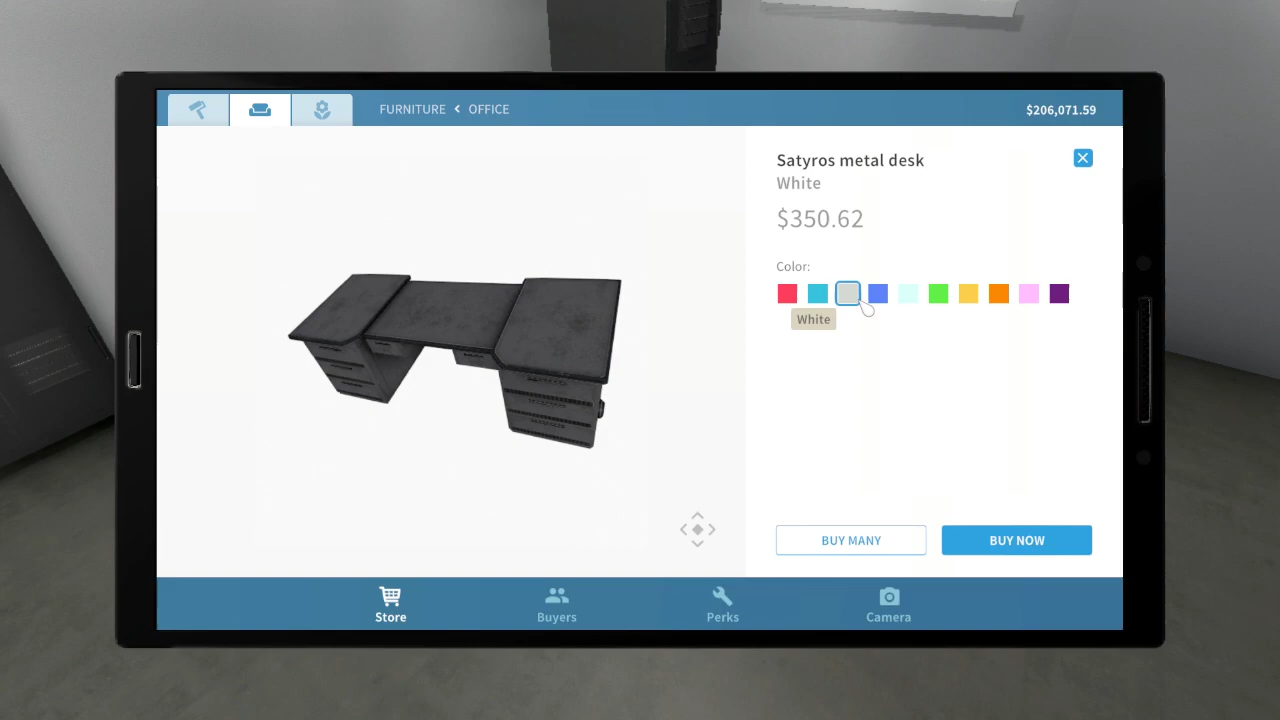 FURNITURE < OFFICE
$206,071.59
Satyros metal desk
White
$350.62
Color:
White
BUY MANY
BUY NOW
Store
Buyers
Perks
Camera